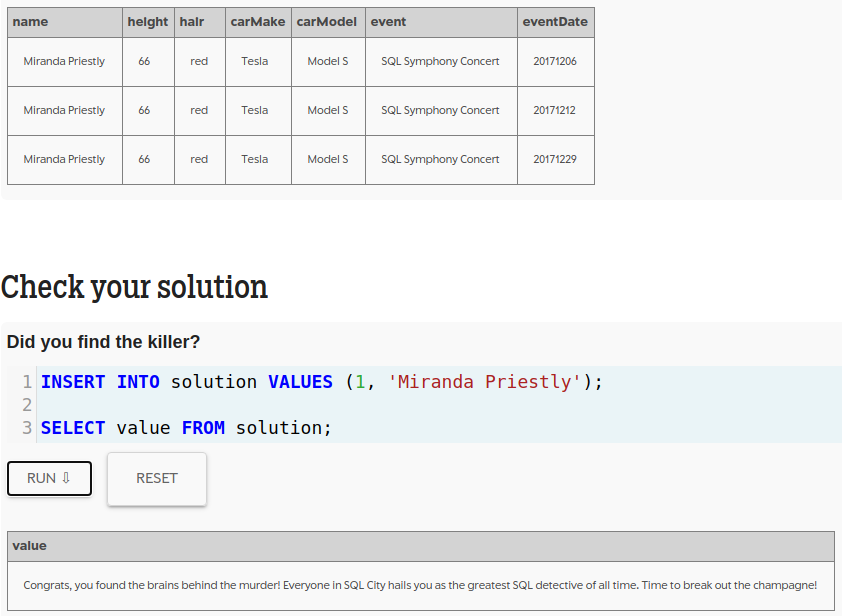 name height hair carMake carModel event eventDate
Miranda Priestly 66 red Tesla Model S SQL Symphony Concert 20171206
Miranda Priestly 66 red Tesla Model S SQL Symphony Concert 20171212
Miranda Priestly 66 red Tesla Model S SQL Symphony Concert 20171229
Check your solution
Did you find the killer?
1 INSERT INTO solution VALUES (1, 'Miranda Priestly');
2
3 SELECT value FROM solution;
RUN ⇩ RESET
value
Congrats, you found the brains behind the murder! Everyone in SQL City hails you as the greatest SQL detective of all time. Time to break out the champagne!